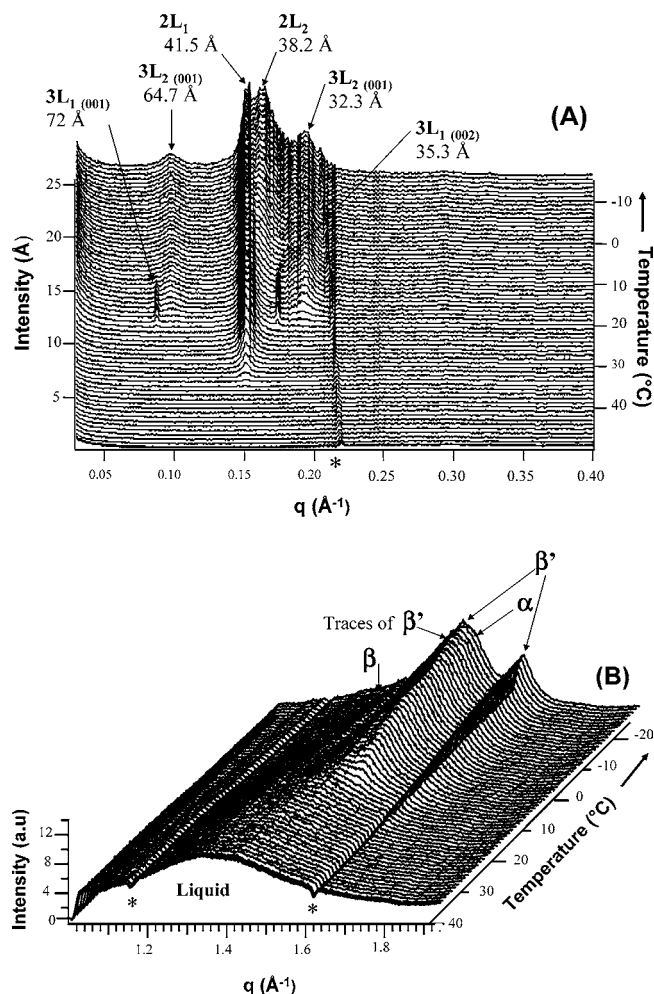 2L1 2L2
41.5 Å 38.2 Å
3L2 (001) 3L2 (001)
3L1 (001) 64.7 Å 32.3 Å
72 Å 3L1 (002)
35.3 Å
(A)
25
20
15
10
5
Intensity (Å)
-10
0
10
20
30
40
Temperature (°C)
*
0.05 0.10 0.15 0.20 0.25 0.30 0.35 0.40
q (Å-1)
β'
α
Traces of β'
β
(B)
-20
-10
0
10
20
30
40
Temperature (°C)
12
8
4
0
Intensity (a.u)
Liquid
* *
1.2 1.4 1.6 1.8
q (Å-1)